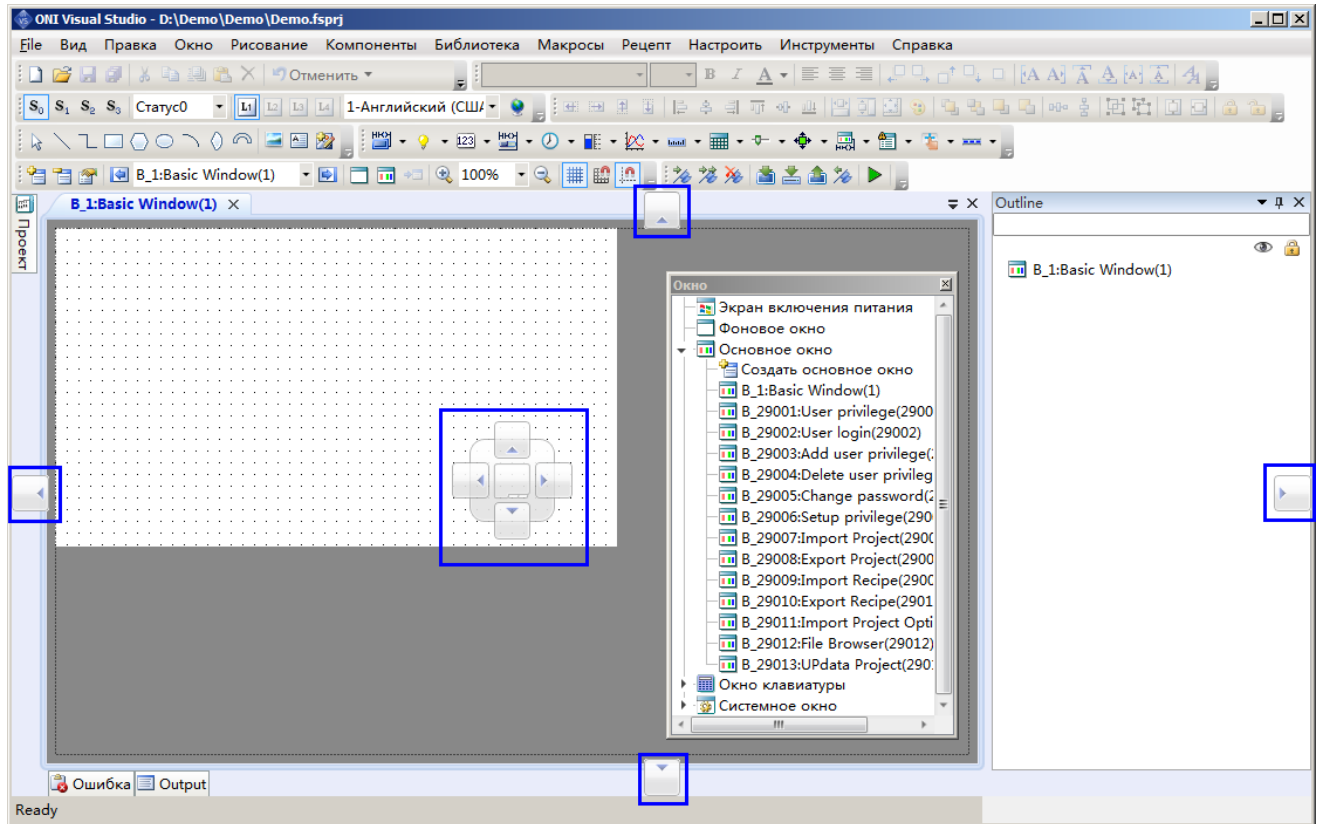 ONI Visual Studio - D:\Demo\Demo\Demo.fsprj
File Вид Правка Окно Рисование Компоненты Библиотека Макросы Рецепт Настроить Инструменты Справка
Отменить B I A A A A A A A A
S0 S1 S2 S3 Статус0 L1 L2 L3 L4 1-Английский (США
123
B_1:Basic Window(1) 100%
Проект
B_1:Basic Window(1)
Outline
B_1:Basic Window(1)
Окно
Экран включения питания
Фоновое окно
Основное окно
Создать основное окно
B_1:Basic Window(1)
B_29001:User privilege(2900
B_29002:User login(29002)
B_29003:Add user privilege(
B_29004:Delete user privileg
B_29005:Change password(2
B_29006:Setup privilege(290
B_29007:Import Project(2900
B_29008:Export Project(2900
B_29009:Import Recipe(2900
B_29010:Export Recipe(2901
B_29011:Import Project Opti
B_29012:File Browser(29012)
B_29013:UPdata Project(290
Окно клавиатуры
Системное окно
Ошибка Output
Ready